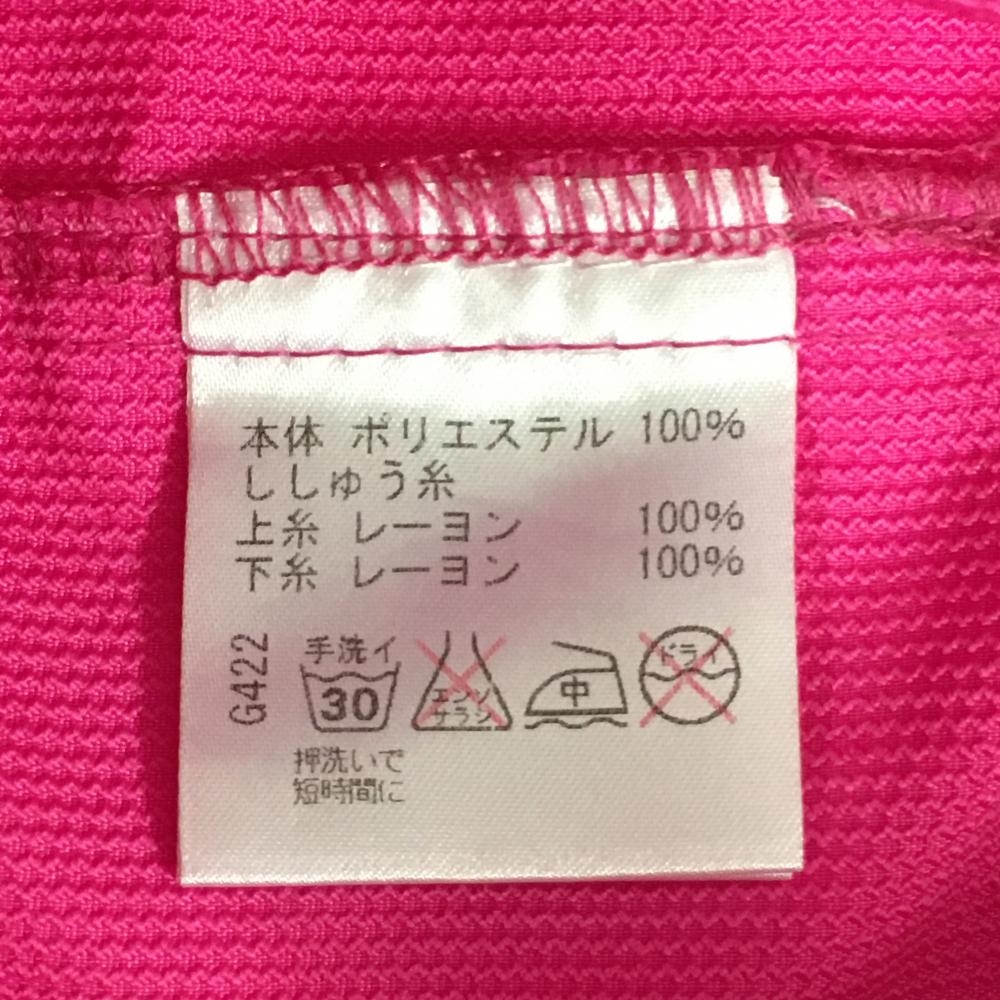 本体 ポリエステル 100%
ししゅう糸
上糸 レーヨン 100%
下糸 レーヨン 100%
G422
手洗イ
30
エンソ
サラシ
中
ドライ
押洗いで
短時間に